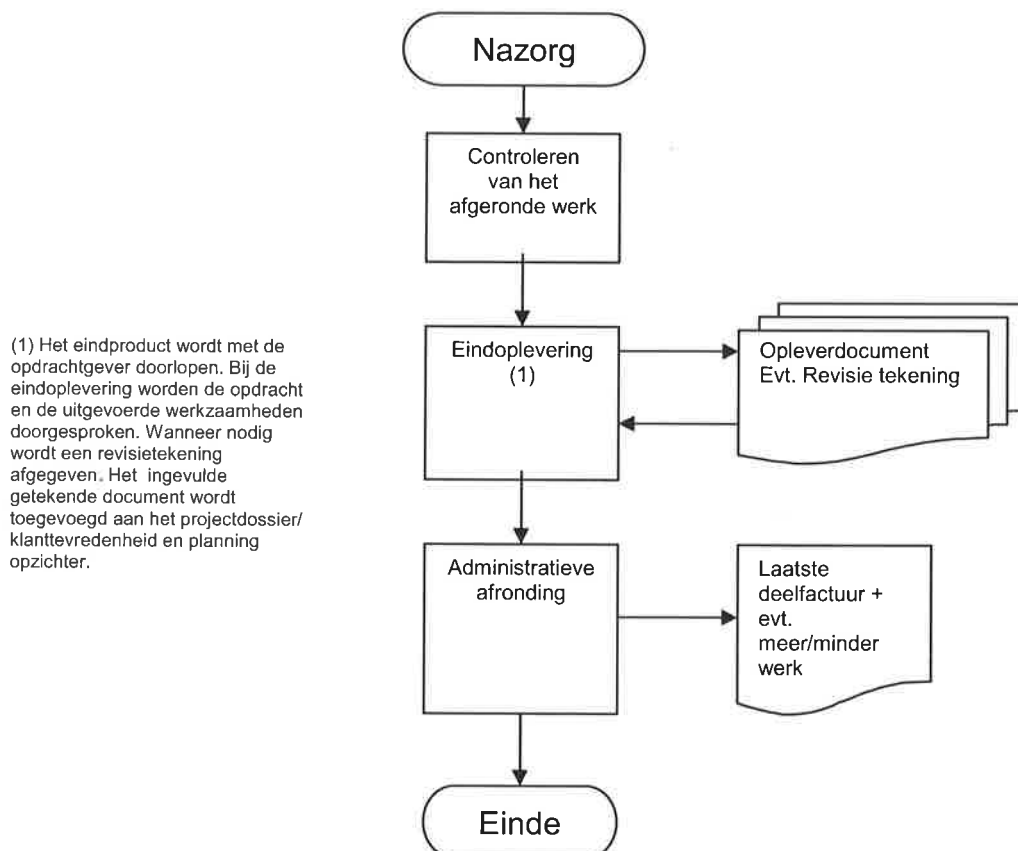 Nazorg
Controleren
van het
afgeronde werk
(1) Het eindproduct wordt met de
opdrachtgever doorlopen. Bij de
eindoplevering worden de opdracht
en de uitgevoerde werkzaamheden
doorgesproken. Wanneer nodig
wordt een revisietekening
afgegeven. Het ingevulde
getekende document wordt
toegevoegd aan het projectdossier/
klanttevredenheid en planning
opzichter.
Eindoplevering
(1)
Opleverdocument
Evt. Revisie tekening
Administratieve
afronding
Laatste
deelfactuur +
evt.
meer/minder
werk
Einde